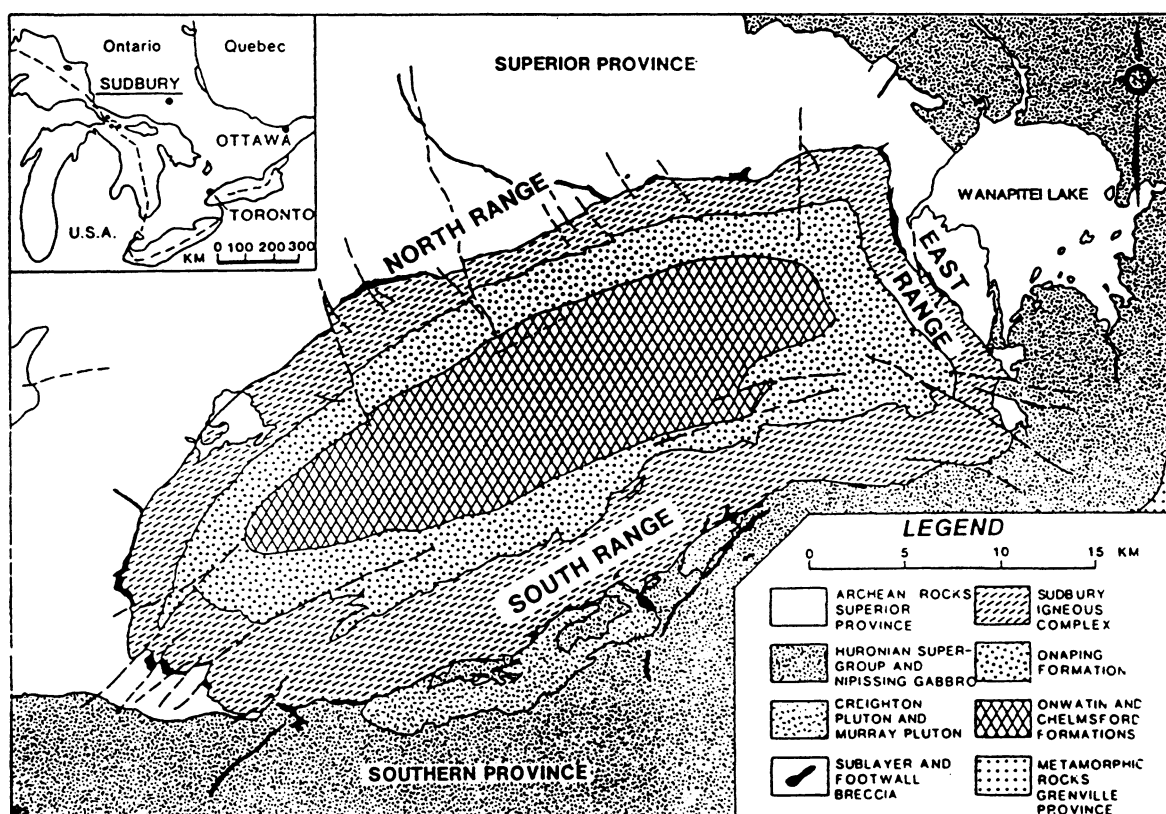 Ontario
Quebec
SUDBURY
OTTAWA
TORONTO
U.S.A.
0 100 200 300
KM
SUPERIOR PROVINCE
WANAPITEI LAKE
NORTH RANGE
EAST
RANGE
SOUTH RANGE
SOUTHERN PROVINCE
LEGEND
0 5 10 15 KM
ARCHEAN ROCKS
SUPERIOR
PROVINCE
SUDBURY
IGNEOUS
COMPLEX
HURONIAN SUPER-
GROUP AND
NIPISSING GABBRO
ONAPING
FORMATION
CREIGHTON
PLUTON AND
MURRAY PLUTON
ONWATIN AND
CHELMSFORD
FORMATIONS
SUBLAYER AND
FOOTWALL
BRECCIA
METAMORPHIC
ROCKS
GRENVILLE
PROVINCE